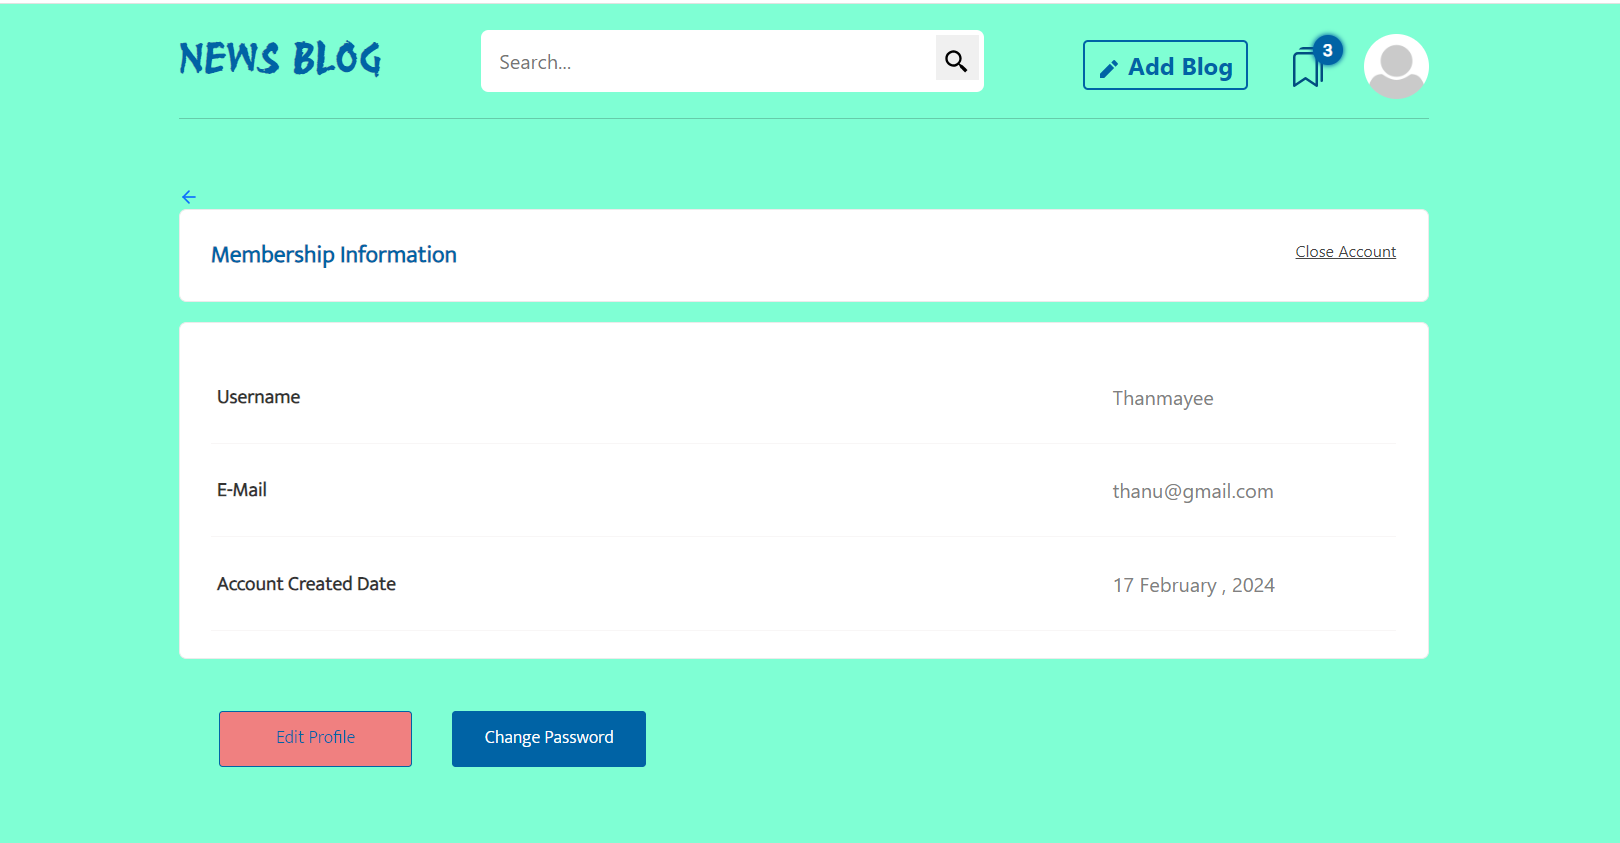 NEWS BLOG
Search...
Add Blog
3
Membership Information
Close Account
Username
Thanmayee
E-Mail
thanu@gmail.com
Account Created Date
17 February , 2024
Edit Profile
Change Password